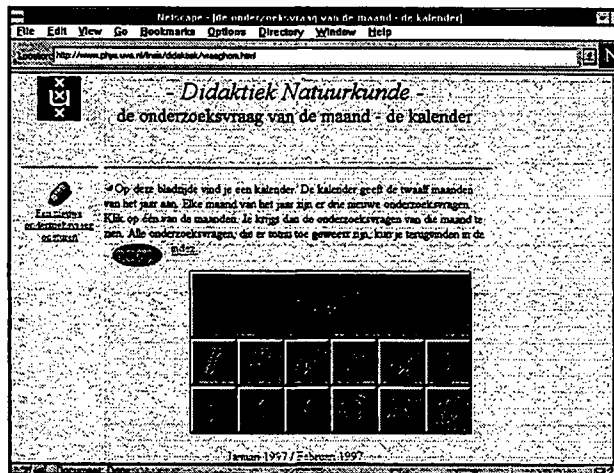 Netscape - [de onderzoeksvraag van de maand - de kalender]
File Edit View Go Bookmarks Options Directory Window Help
- Didaktiek Natuurkunde -
de onderzoeksvraag van de maand - de kalender
Op deze bladzijde vind je een kalender. De kalender geeft de twaalf maanden
van het jaar aan. Elke maand van het jaar zijn er drie nieuwe onderzoeksvragen.
Klik op één van de maanden. Je krijgt dan de onderzoeksvragen van die maand te
zien. Alle onderzoeksvragen, die er toe geweest zijn, kun je terugvinden in de
index.
Een nieuwe
onderzoeksvraag
opsturen
Januari 1997 / Februari 1997